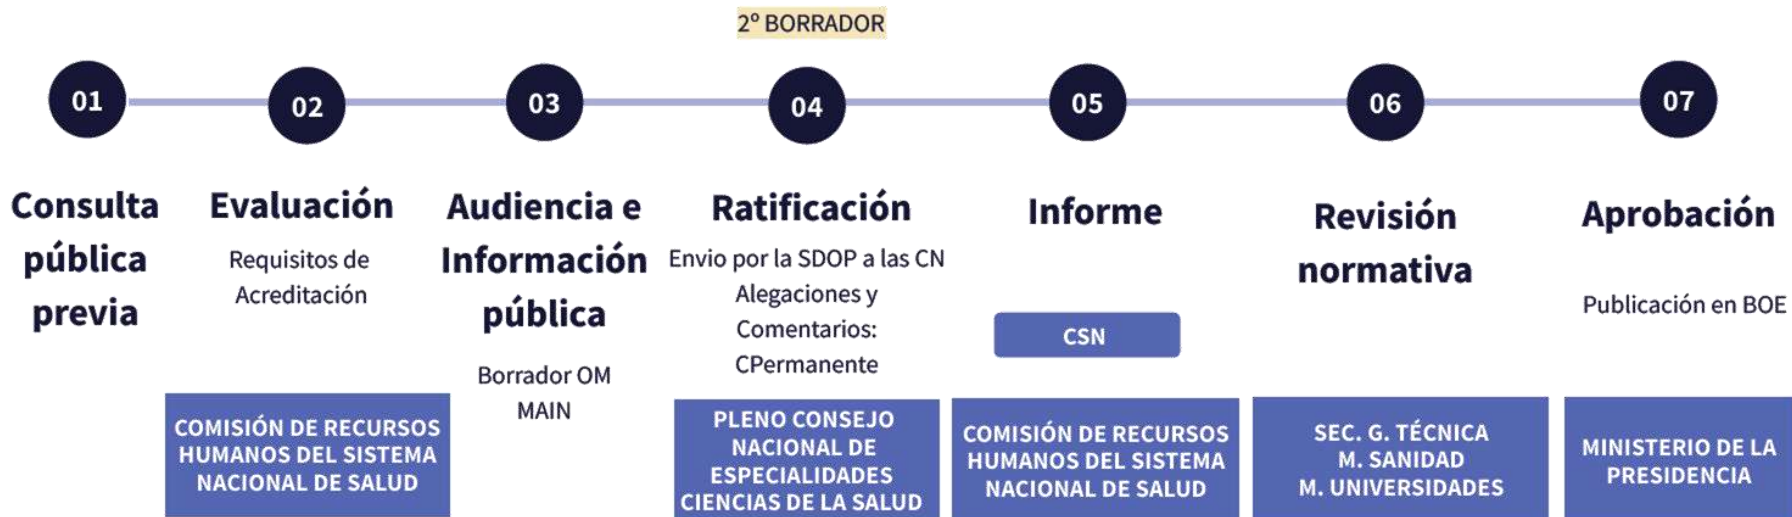 2º BORRADOR
01
Consulta
pública
previa
02
Evaluación
Requisitos de
Acreditación
COMISIÓN DE RECURSOS
HUMANOS DEL SISTEMA
NACIONAL DE SALUD
03
Audiencia e
Información
pública
Borrador OM
MAIN
04
Ratificación
Envio por la SDOP a las CN
Alegaciones y
Comentarios:
CPermanente
PLENO CONSEJO
NACIONAL DE
ESPECIALIDADES
CIENCIAS DE LA SALUD
05
Informe
CSN
COMISIÓN DE RECURSOS
HUMANOS DEL SISTEMA
NACIONAL DE SALUD
06
Revisión
normativa
SEC. G. TÉCNICA
M. SANIDAD
M. UNIVERSIDADES
07
Aprobación
Publicación en BOE
MINISTERIO DE LA
PRESIDENCIA